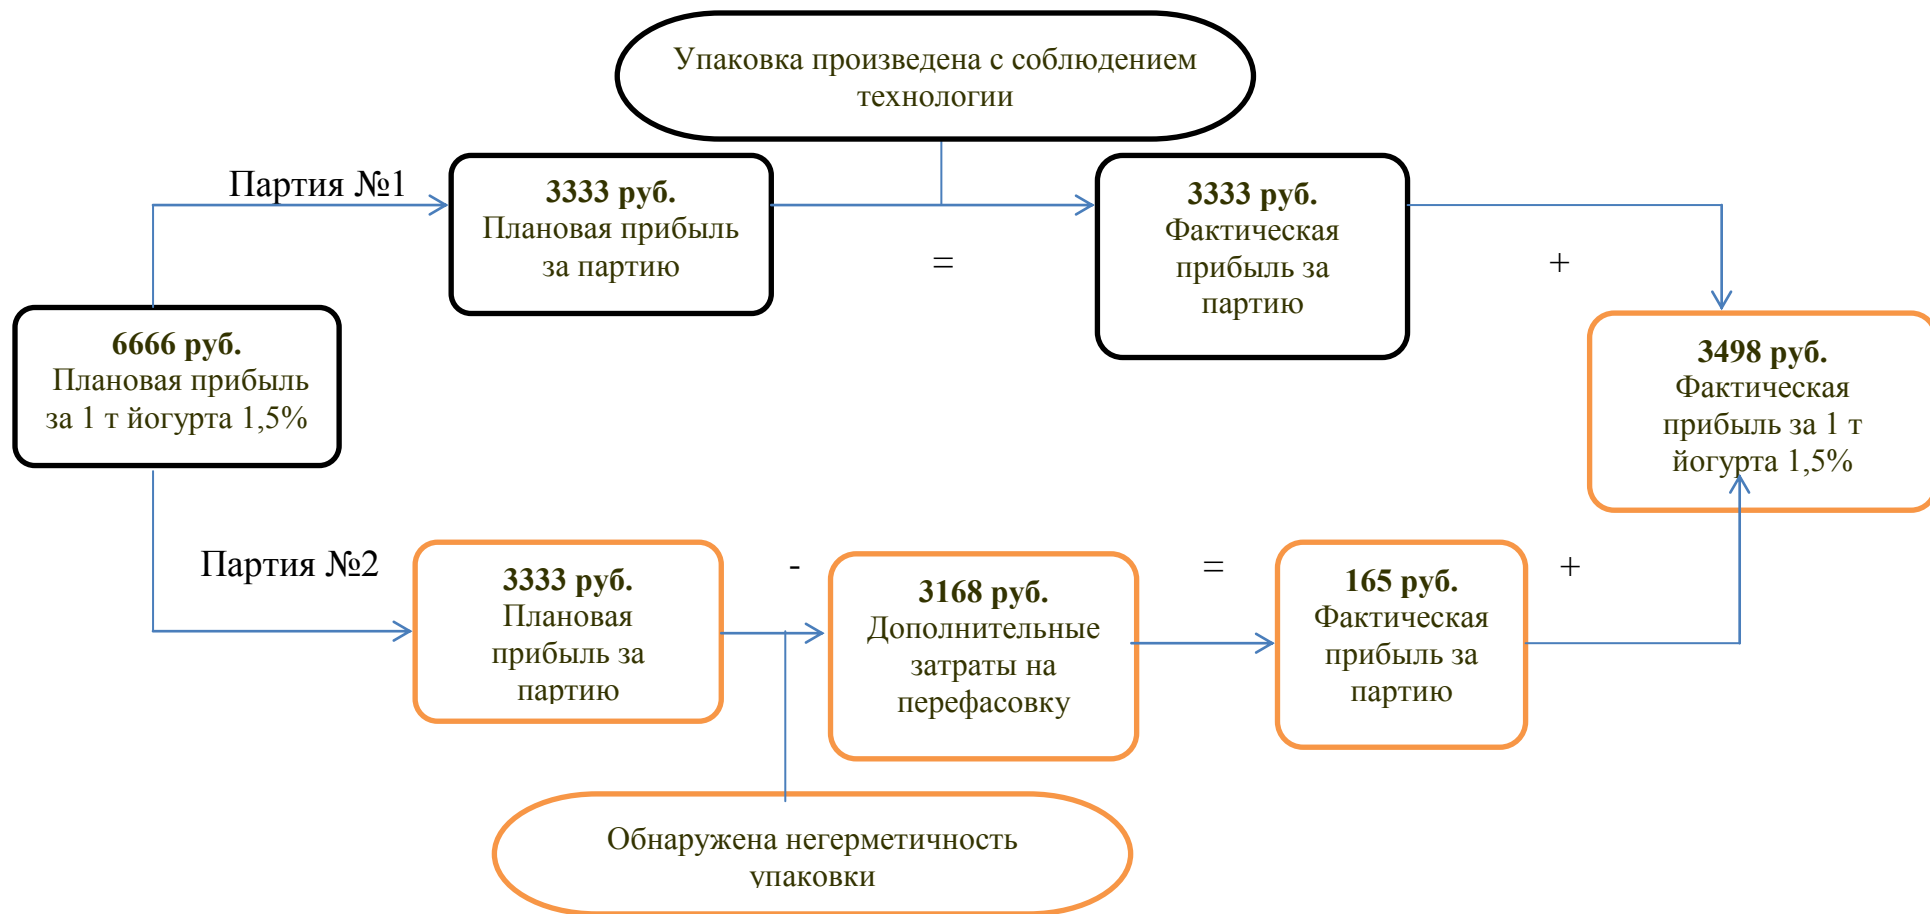 Упаковка произведена с соблюдением
технологии
Партия №1
3333 руб.
Плановая прибыль
за партию
=
3333 руб.
Фактическая
прибыль за
партию
+
6666 руб.
Плановая прибыль
за 1 т йогурта 1,5%
3498 руб.
Фактическая
прибыль за 1 т
йогурта 1,5%
Партия №2
3333 руб.
Плановая
прибыль за
партию
-
3168 руб.
Дополнительные
затраты на
перефасовку
=
165 руб.
Фактическая
прибыль за
партию
+
Обнаружена негерметичность
упаковки